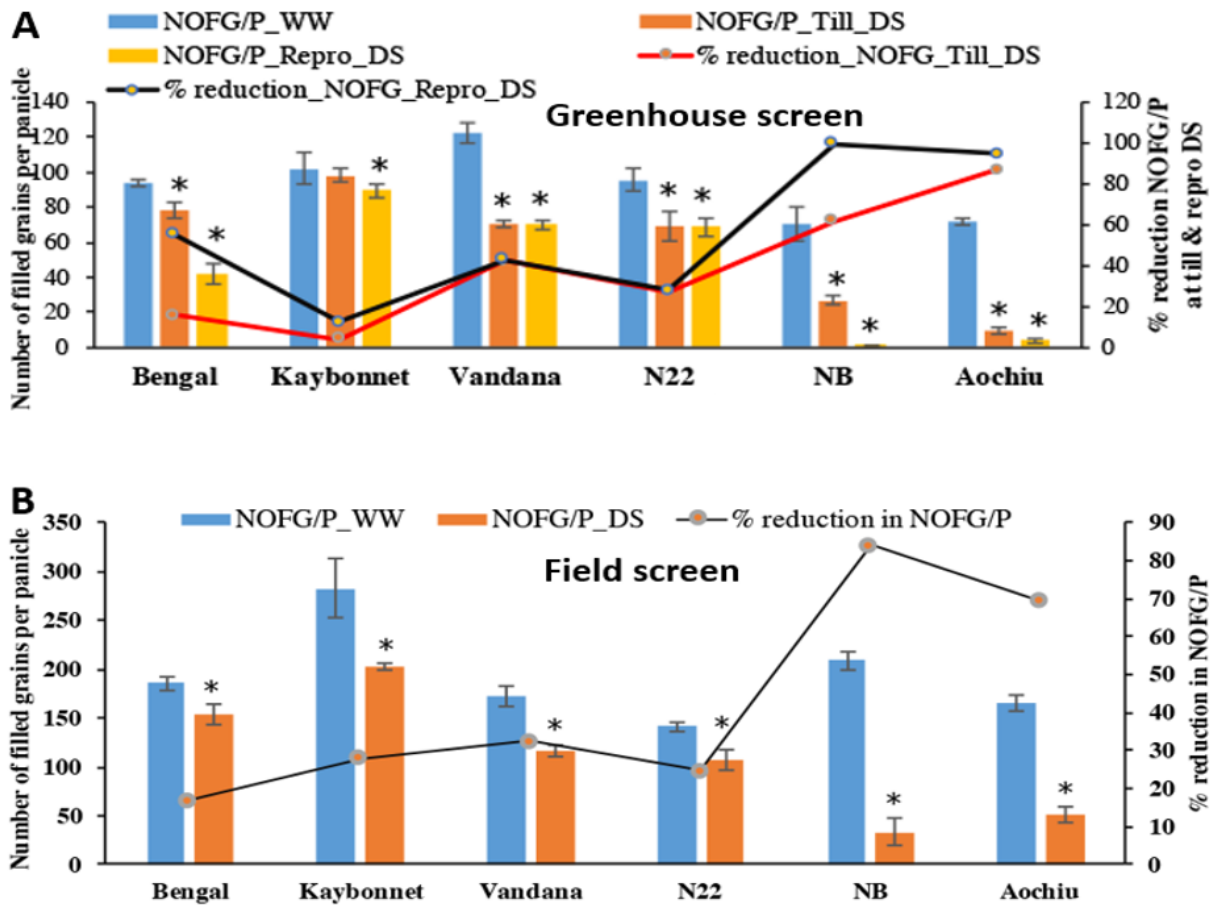 A
NOFG/P_WW
NOFG/P_Till_DS
NOFG/P_Repro_DS
% reduction_NOFG_Till_DS
% reduction_NOFG_Repro_DS
Greenhouse screen
Number of filled grains per panicle
140
120
100
80
60
40
20
0
* * * * * * * * * * *
120
100
80
60
40
20
0
% reduction NOFG/P
at till & repro DS
Bengal Kaybonnet Vandana N22 NB Aochiu
B
NOFG/P_WW NOFG/P_DS % reduction in NOFG/P
Field screen
Number of filled grains per panicle
350
300
250
200
150
100
50
0
* * * * * *
90
80
70
60
50
40
30
20
10
0
% reduction in NOFG/P
Bengal Kaybonnet Vandana N22 NB Aochiu